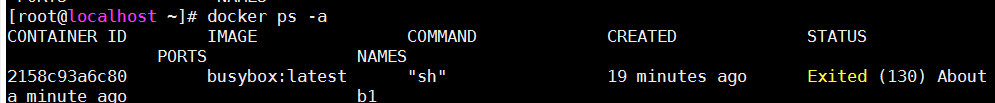 [root@localhost ~]# docker ps -a
CONTAINER ID        IMAGE               COMMAND             CREATED             STATUS
               PORTS               NAMES
2158c93a6c80        busybox:latest      "sh"                19 minutes ago      Exited (130) About
a minute ago                       b1